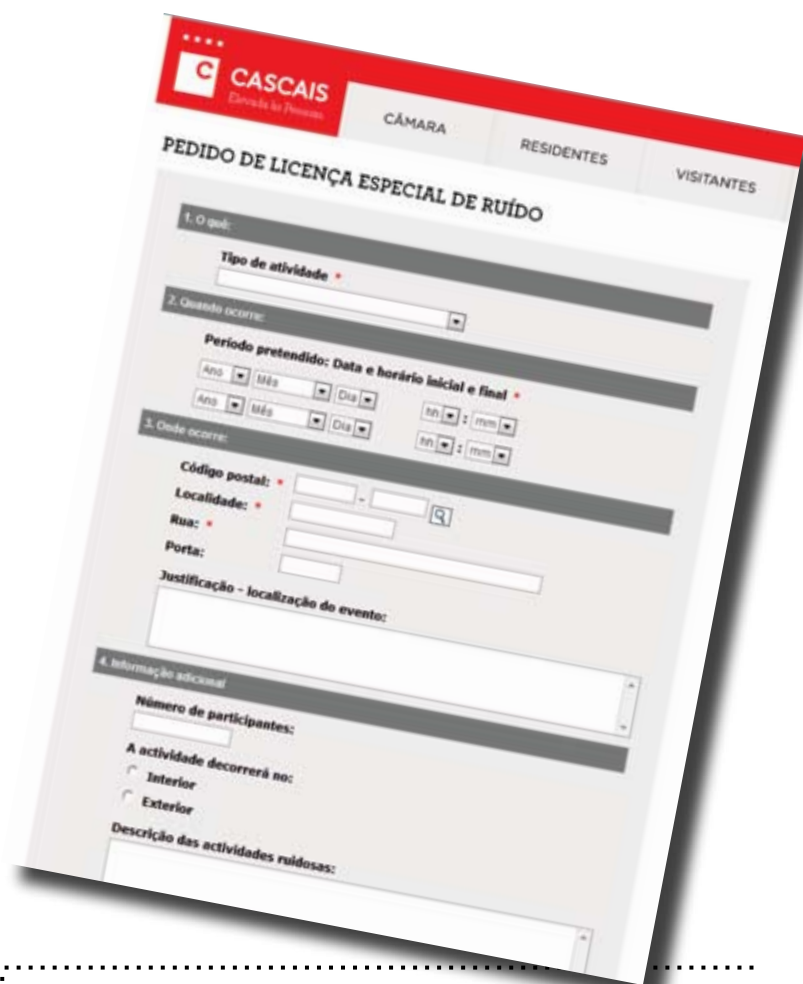 C CASCAIS
Elevada às Pessoas
CÂMARA RESIDENTES VISITANTES
PEDIDO DE LICENÇA ESPECIAL DE RUÍDO
1. O quê:
Tipo de atividade *
2. Quando ocorre:
Período pretendido: Data e horário inicial e final *
Ano Mês Dia hh : mm
Ano Mês Dia hh : mm
3. Onde ocorre:
Código postal: * -
Localidade: *
Rua: *
Porta:
Justificação - localização do evento:
4. Informação adicional
Número de participantes:
A actividade decorrerá no:
Interior
Exterior
Descrição das actividades ruidosas: